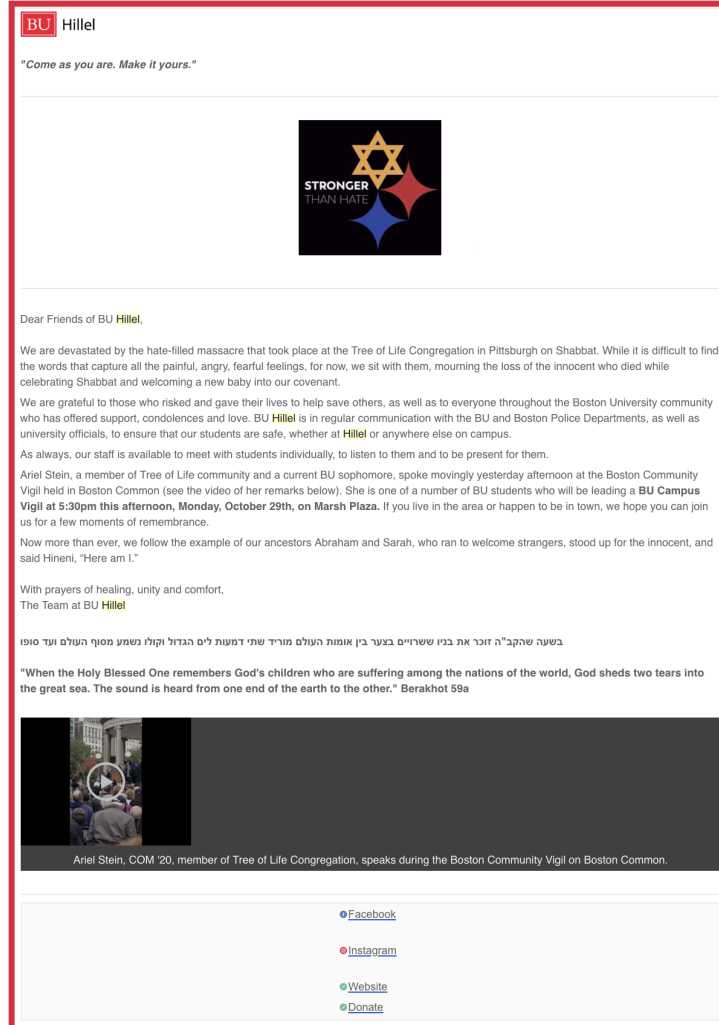 BU Hillel
"Come as you are. Make it yours."
STRONGER
THAN HATE
Dear Friends of BU Hillel,
We are devastated by the hate-filled massacre that took place at the Tree of Life Congregation in Pittsburgh on Shabbat. While it is difficult to find
the words that capture all the painful, angry, fearful feelings, for now, we sit with them, mourning the loss of the innocent who died while
celebrating Shabbat and welcoming a new baby into our covenant.
We are grateful to those who risked and gave their lives to help save others, as well as to everyone throughout the Boston University community
who has offered support, condolences and love. BU Hillel is in regular communication with the BU and Boston Police Departments, as well as
university officials, to ensure that our students are safe, whether at Hillel or anywhere else on campus.
As always, our staff is available to meet with students individually, to listen to them and to be present for them.
Ariel Stein, a member of Tree of Life community and a current BU sophomore, spoke movingly yesterday afternoon at the Boston Community
Vigil held in Boston Common (see the video of her remarks below). She is one of a number of BU students who will be leading a BU Campus
Vigil at 5:30pm this afternoon, Monday, October 29th, on Marsh Plaza. If you live in the area or happen to be in town, we hope you can join
us for a few moments of remembrance.
Now more than ever, we follow the example of our ancestors Abraham and Sarah, who ran to welcome strangers, stood up for the innocent, and
said Hineni, “Here am I.”
With prayers of healing, unity and comfort,
The Team at BU Hillel
בשעה שהקב"ה זוכר את בניו ששרויים בצער בין אומות העולם מוריד שתי דמעות לים הגדול וקולו נשמע מסוף העולם ועד סופו
"When the Holy Blessed One remembers God's children who are suffering among the nations of the world, God sheds two tears into
the great sea. The sound is heard from one end of the earth to the other." Berakhot 59a
Ariel Stein, COM '20, member of Tree of Life Congregation, speaks during the Boston Community Vigil on Boston Common.
Facebook
Instagram
Website
Donate